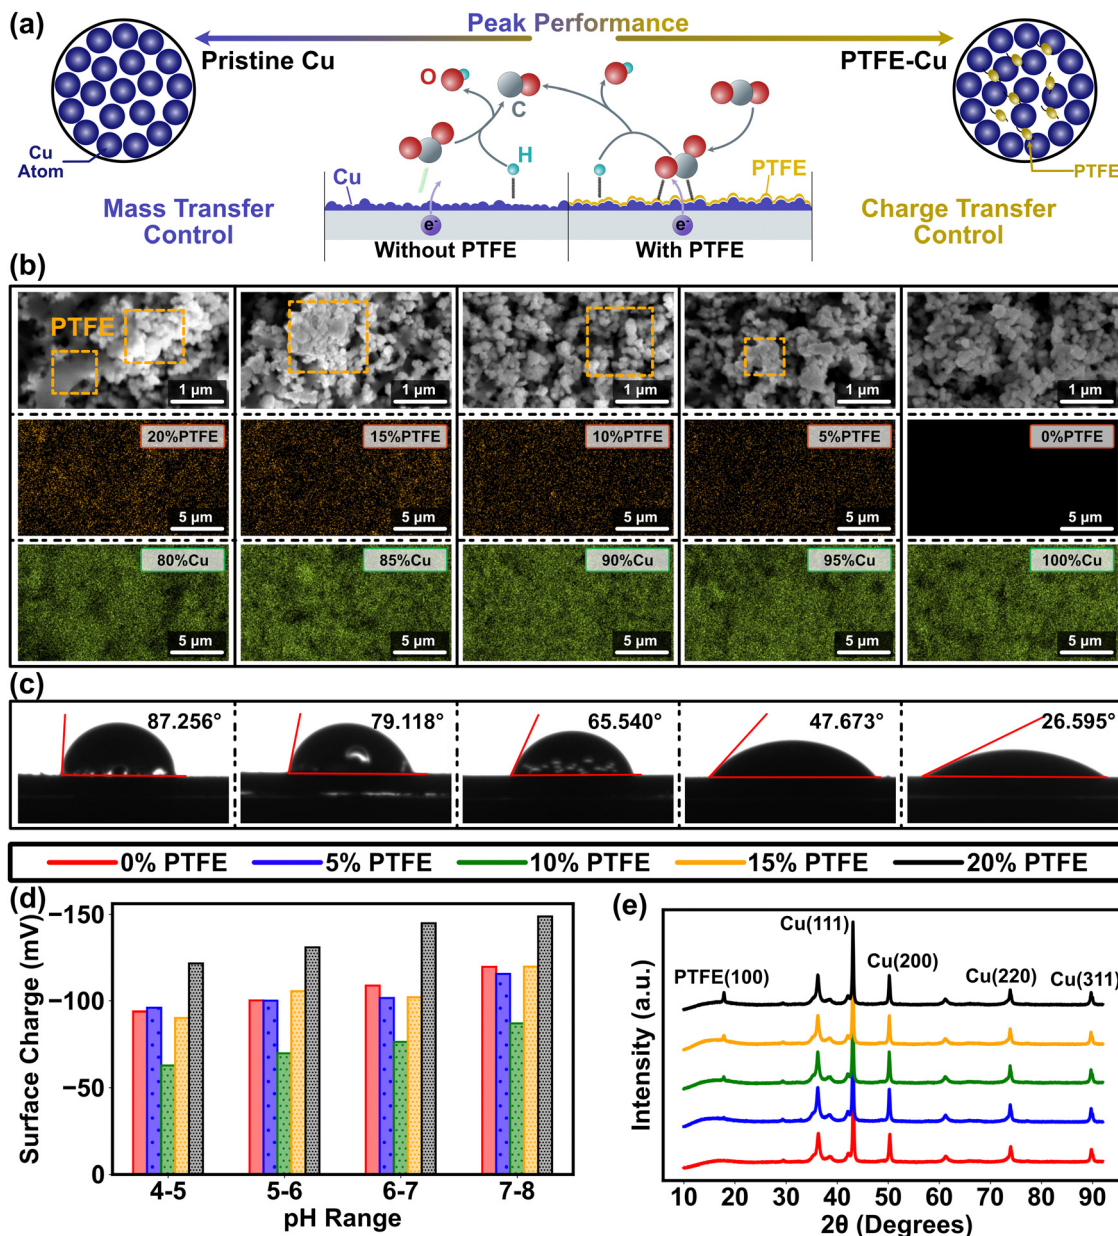 (a)
Peak Performance
Pristine Cu
PTFE-Cu
O
C
H
Cu
Atom
Cu
PTFE
PTFE
Mass Transfer
Control
Charge Transfer
Control
e-
e-
Without PTFE
With PTFE
(b)
PTFE
1 μm
1 μm
1 μm
1 μm
1 μm
20%PTFE
15%PTFE
10%PTFE
5%PTFE
0%PTFE
5 μm
5 μm
5 μm
5 μm
5 μm
80%Cu
85%Cu
90%Cu
95%Cu
100%Cu
5 μm
5 μm
5 μm
5 μm
5 μm
(c)
87.256°
79.118°
65.540°
47.673°
26.595°
0% PTFE
5% PTFE
10% PTFE
15% PTFE
20% PTFE
(d)
Surface Charge (mV)
−150
−100
−50
0
4-5
5-6
6-7
7-8
pH Range
(e)
Intensity (a.u.)
PTFE(100)
Cu(111)
Cu(200)
Cu(220)
Cu(311)
10
20
30
40
50
60
70
80
90
2θ (Degrees)